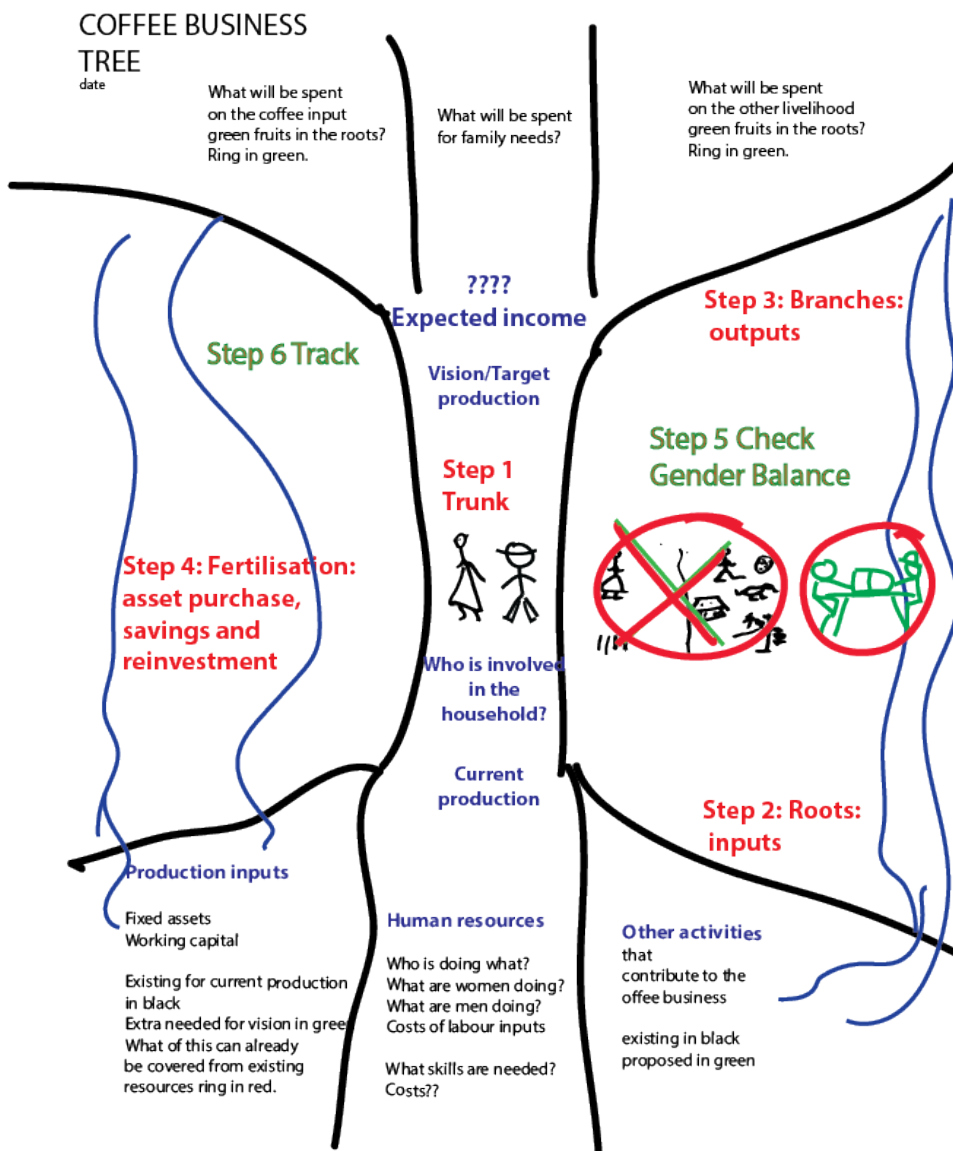 COFFEE BUSINESS
TREE
date
What will be spent
on the coffee input
green fruits in the roots?
Ring in green.
What will be spent
for family needs?
What will be spent
on the other livelihood
green fruits in the roots?
Ring in green.
????
Expected income
Step 3: Branches:
outputs
Step 6 Track
Vision/Target
production
Step 5 Check
Gender Balance
Step 1
Trunk
Step 4: Fertilisation:
asset purchase,
savings and
reinvestment
Who is involved
in the
household?
Current
production
Step 2: Roots:
inputs
Production inputs
Fixed assets
Working capital
Existing for current production
in black
Extra needed for vision in green
What of this can already
be covered from existing
resources ring in red.
Human resources
Who is doing what?
What are women doing?
What are men doing?
Costs of labour inputs
What skills are needed?
Costs??
Other activities
that
contribute to the
offee business
existing in black
proposed in green